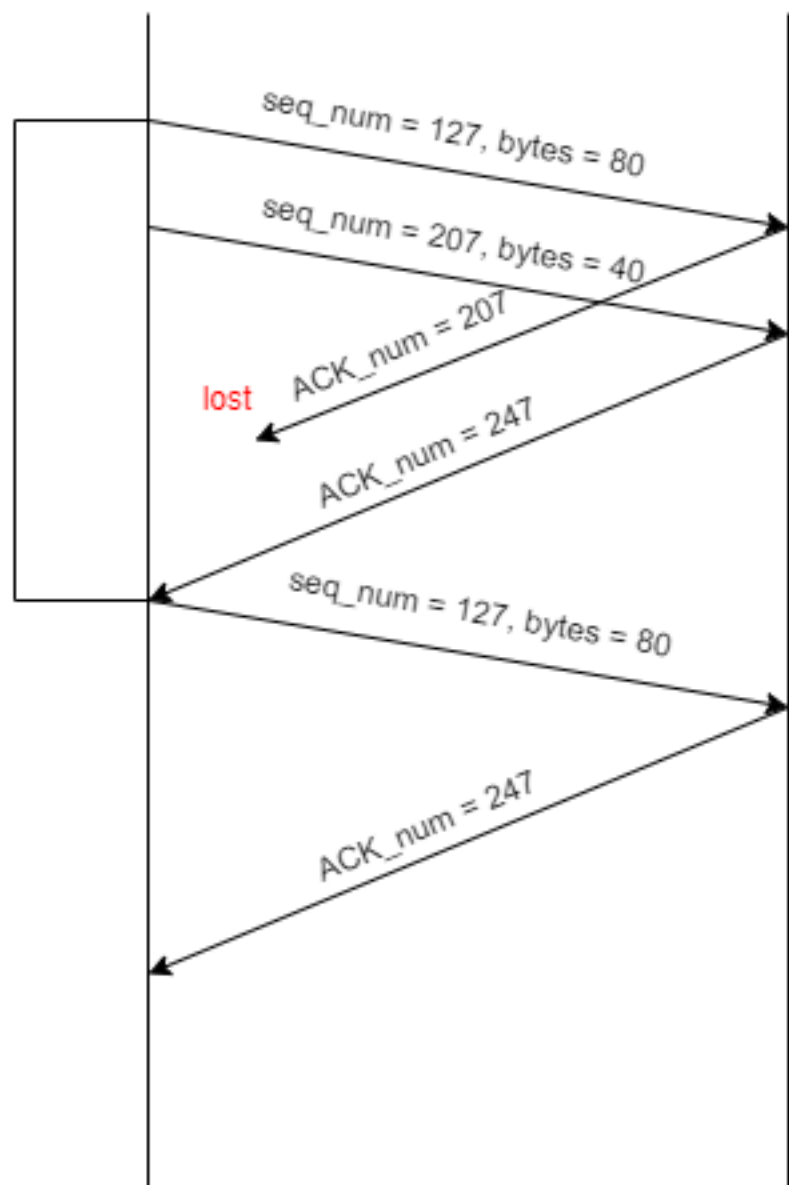 seq_num = 127, bytes = 80
seq_num = 207, bytes = 40
ACK_num = 207
lost
ACK_num = 247
seq_num = 127, bytes = 80
ACK_num = 247